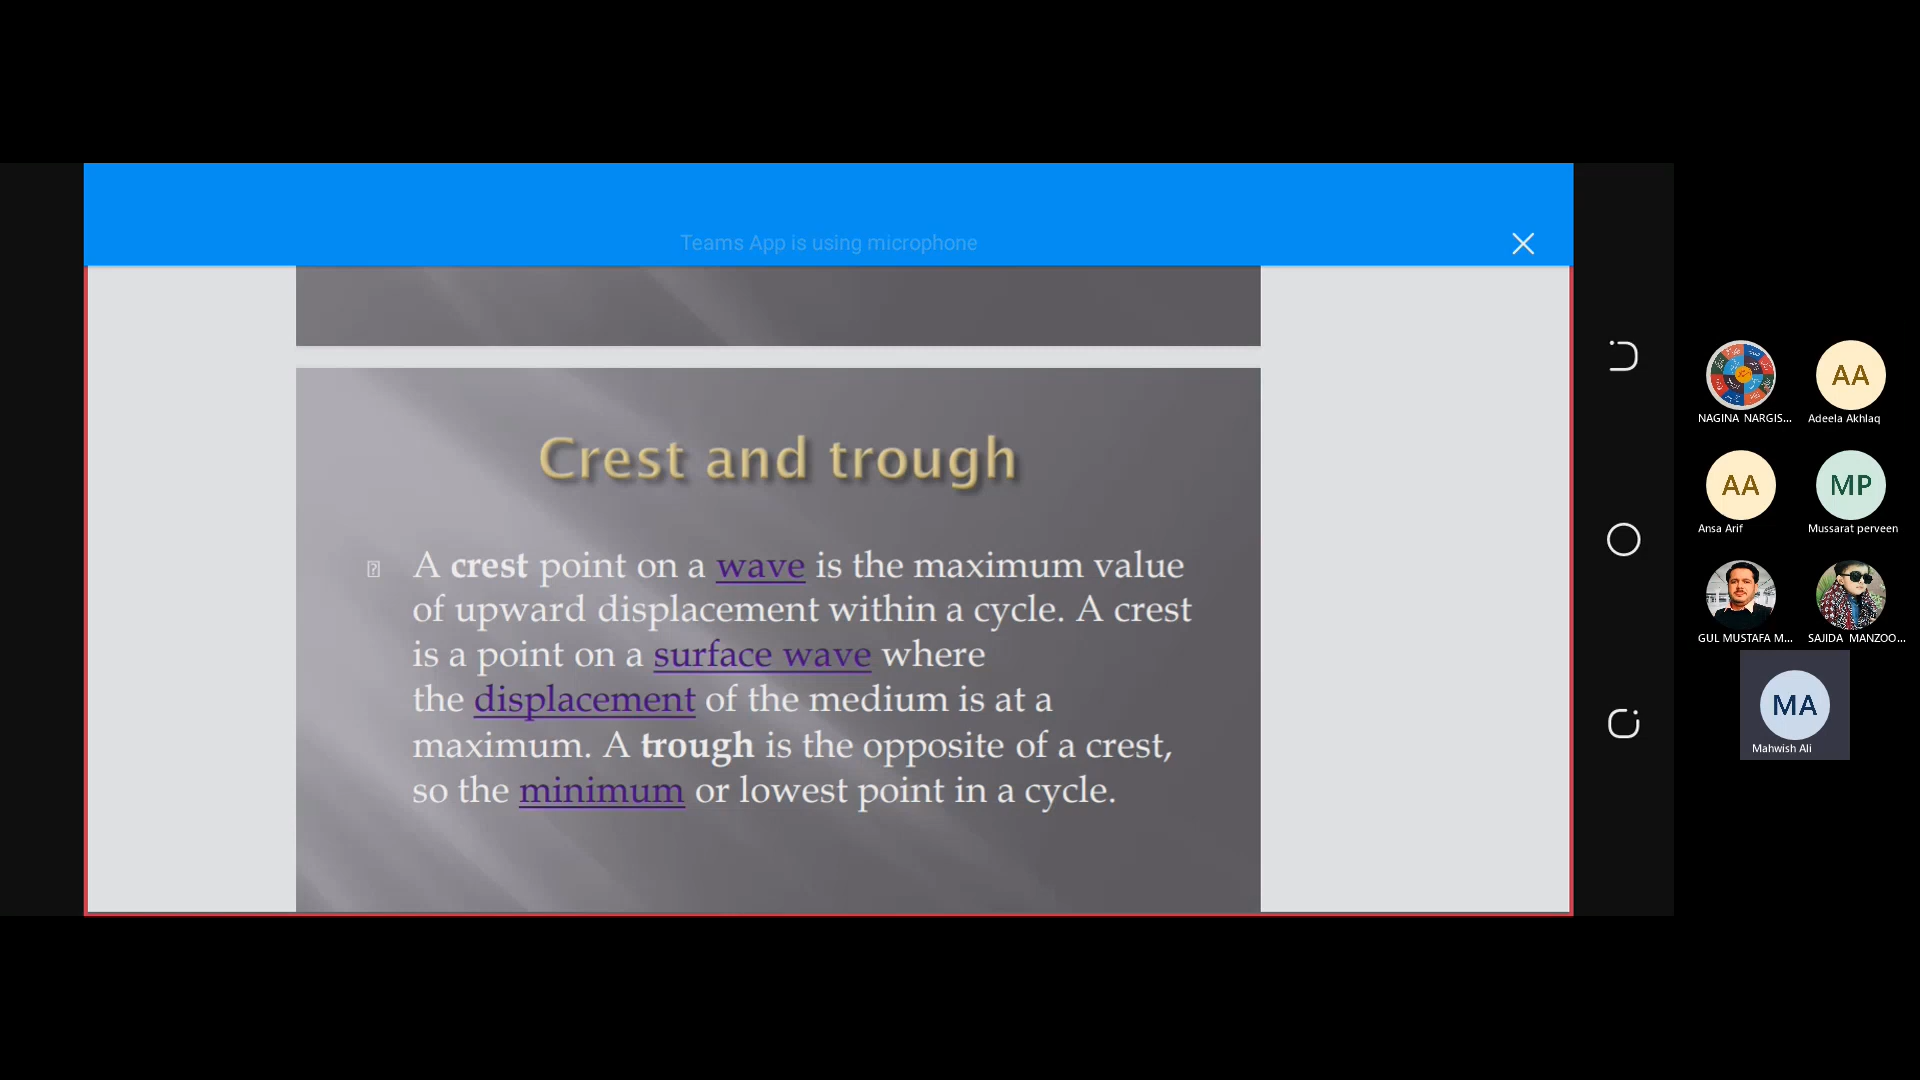 Teams App is using microphone
Crest and trough
A crest point on a wave is the maximum value
of upward displacement within a cycle. A crest
is a point on a surface wave where
the displacement of the medium is at a
maximum. A trough is the opposite of a crest,
so the minimum or lowest point in a cycle.
NAGINA NARGIS...
AA
Adeela Akhlaq
AA
Ansa Arif
MP
Mussarat perveen
GUL MUSTAFA M...
SAJIDA MANZOO...
MA
Mahwish Ali